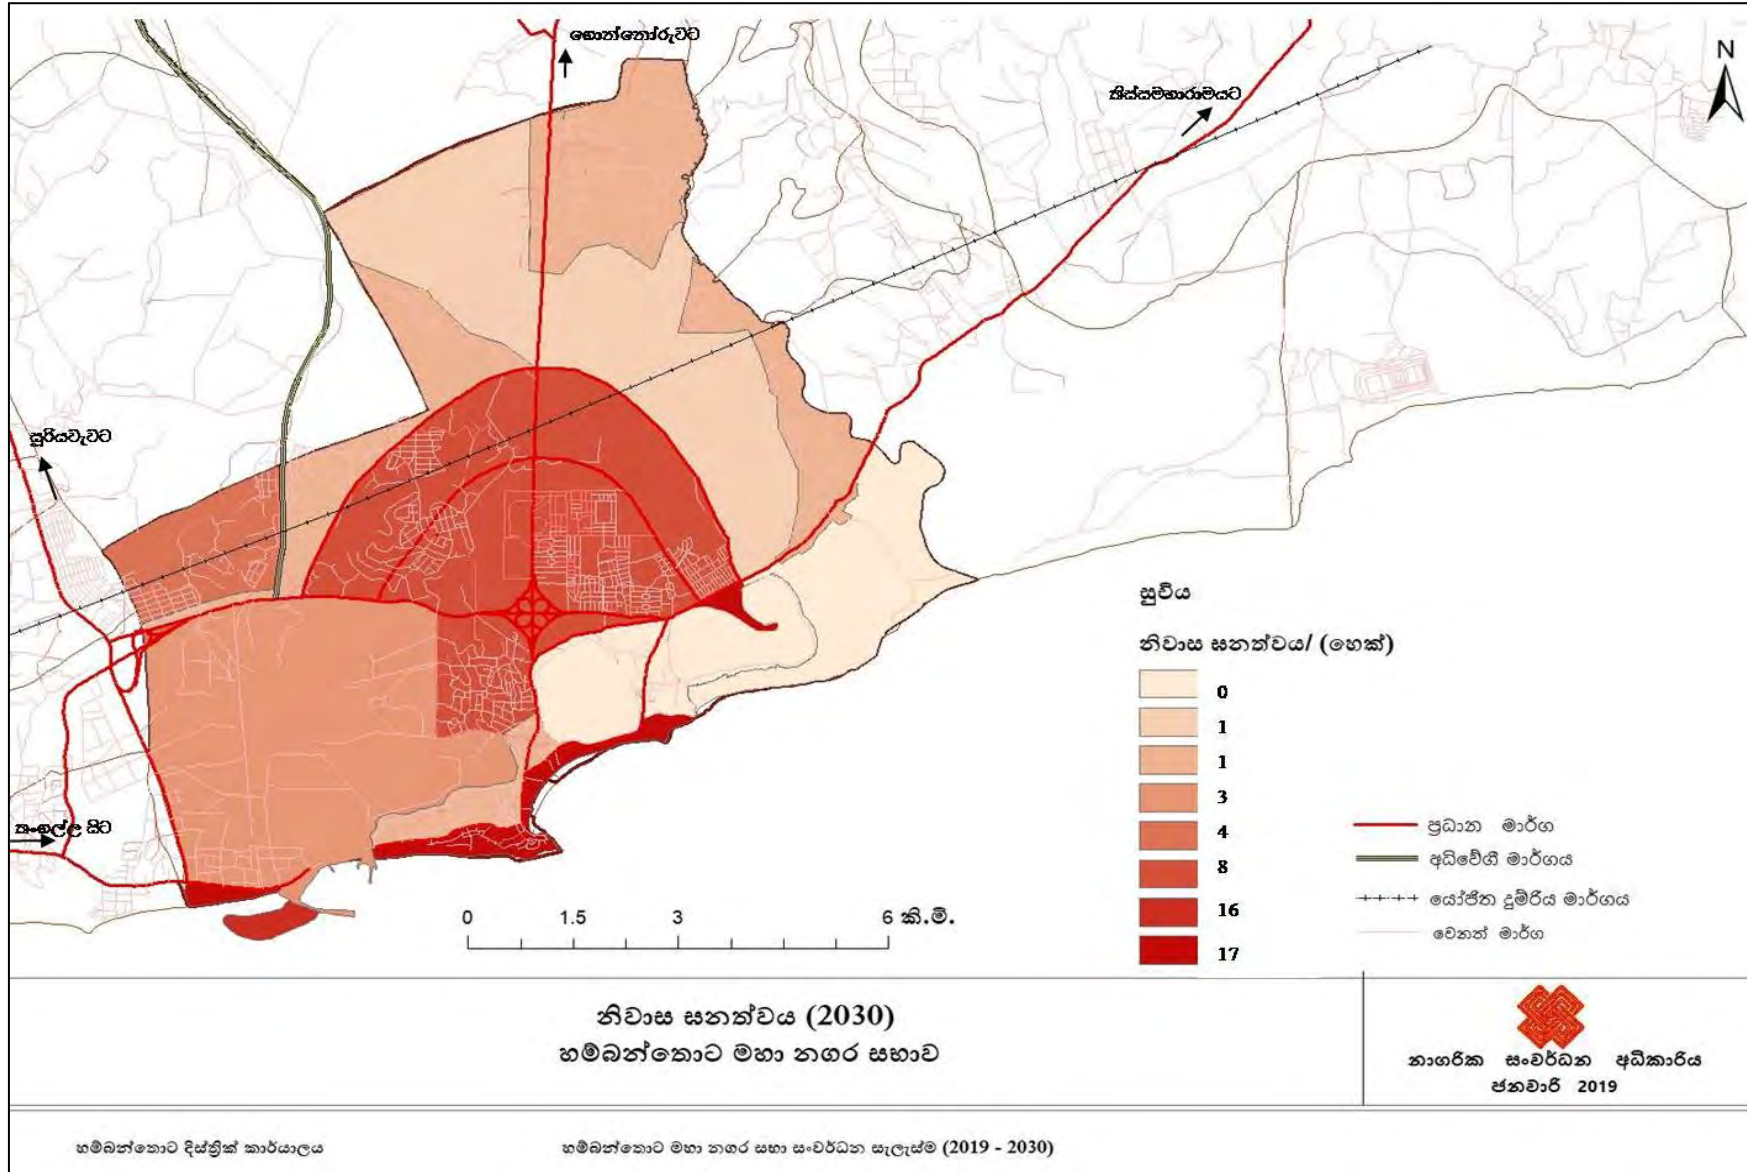 ගොන්නෝරුවට
N
තිස්සමහාරාමයට
සූරියවැවට
තංගල්ල සිට
සුචිය
නිවාස ඝනත්වය/ (හෙක්)
0
1
1
3
4
8
16
17
ප්‍රධාන මාර්ග
අධිවේගී මාර්ගය
යෝජිත දුම්රිය මාර්ගය
වෙනත් මාර්ග
0 1.5 3 6 කි.මි.
නිවාස ඝනත්වය (2030)
හම්බන්තොට මහා නගර සභාව
නාගරික සංවර්ධන අධිකාරිය
ජනවාරි 2019
හම්බන්තොට දිස්ත්‍රික් කාර්යාලය
හම්බන්තොට මහා නගර සභා සංවර්ධන සැලැස්ම (2019 - 2030)